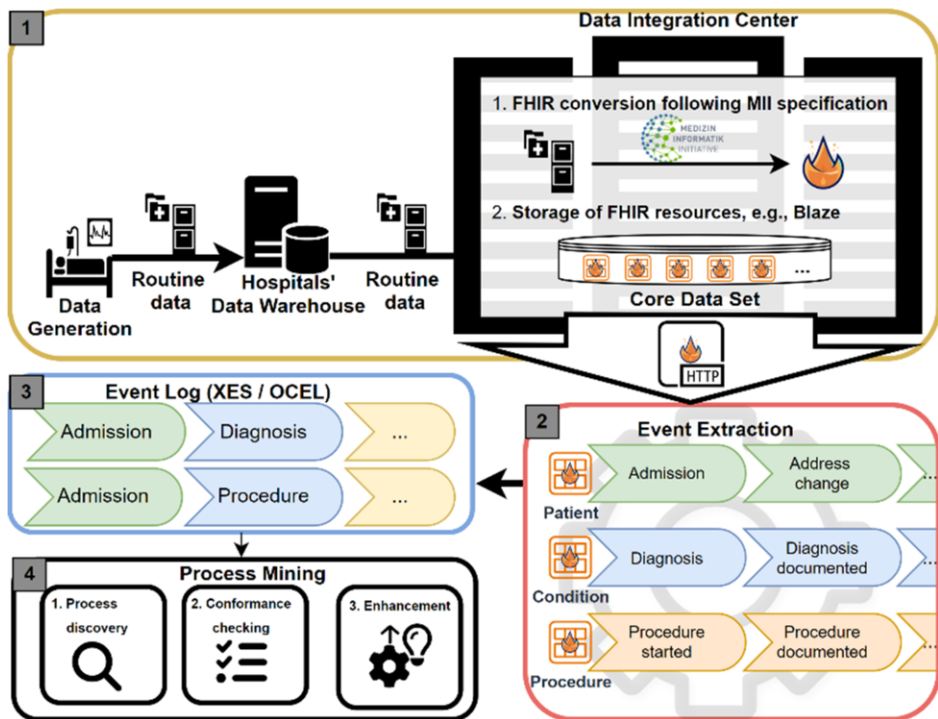 1
Data Integration Center
1. FHIR conversion following MII specification
MEDIZIN
INFORMATIK
INITIATIVE
2. Storage of FHIR resources, e.g., Blaze
...
Core Data Set
Data
Generation
Routine
data
Hospitals'
Data Warehouse
Routine
data
HTTP
2
Event Extraction
Patient
Admission
Address
change
...
Condition
Diagnosis
Diagnosis
documented
...
Procedure
Procedure
started
Procedure
documented
...
3
Event Log (XES / OCEL)
Admission
Diagnosis
...
Admission
Procedure
...
4
Process Mining
1. Process
discovery
2. Conformance
checking
3. Enhancement